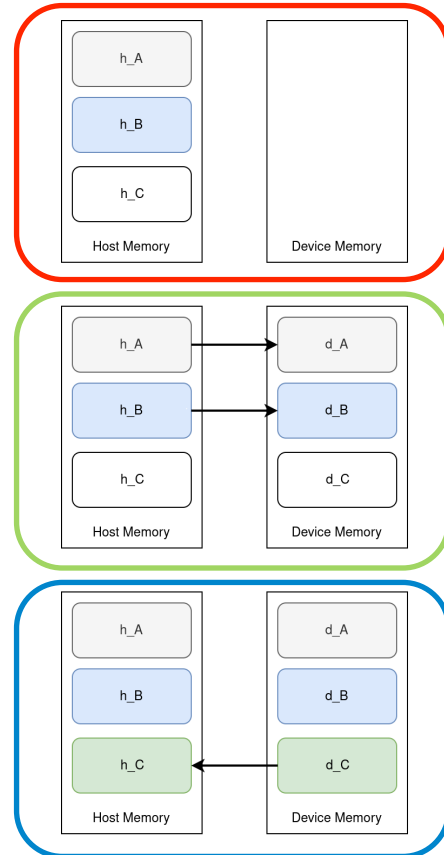 h_A
h_B
h_C
Host Memory Device Memory
h_A d_A
h_B d_B
h_C d_C
Host Memory Device Memory
h_A d_A
h_B d_B
h_C d_C
Host Memory Device Memory